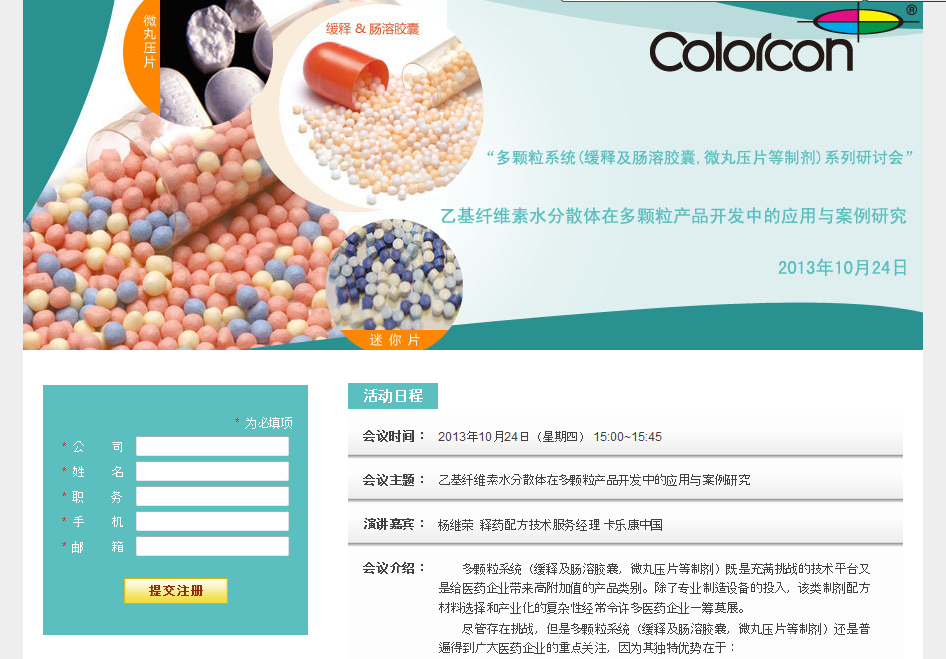 微丸压片
缓释 & 肠溶胶囊
Colorcon®
“多颗粒系统(缓释及肠溶胶囊,微丸压片等制剂)系列研讨会”
乙基纤维素水分散体在多颗粒产品开发中的应用与案例研究
2013年10月24日
迷你片
* 为必填项
* 公 司
* 姓 名
* 职 务
* 手 机
* 邮 箱
提交注册
活动日程
会议时间： 2013年10月24日（星期四） 15:00~15:45
会议主题： 乙基纤维素水分散体在多颗粒产品开发中的应用与案例研究
演讲嘉宾： 杨维荣 释药配方技术服务经理 卡乐康中国
会议介绍： 多颗粒系统（缓释及肠溶胶囊，微丸压片等制剂）既是充满挑战的技术平台又
是给医药企业带来高附加值的产品类别。除了专业制造设备的投入，该类制剂配方
材料选择和产业化的复杂性经常令许多医药企业一筹莫展。
尽管存在挑战，但是多颗粒系统（缓释及肠溶胶囊，微丸压片等制剂）还是普
遍得到广大医药企业的重点关注，因为其独特优势在于：